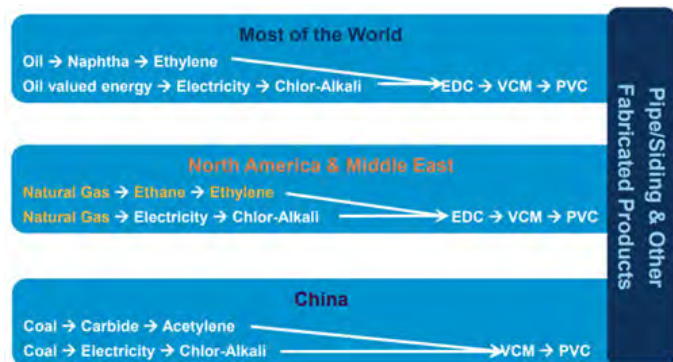 Most of the World
Oil → Naphtha → Ethylene
Oil valued energy → Electricity → Chlor-Alkali EDC → VCM → PVC
North America & Middle East
Natural Gas → Ethane → Ethylene
Natural Gas → Electricity → Chlor-Alkali EDC → VCM → PVC
China
Coal → Carbide → Acetylene
Coal → Electricity → Chlor-Alkali VCM → PVC
Pipe/Siding & Other
Fabricated Products